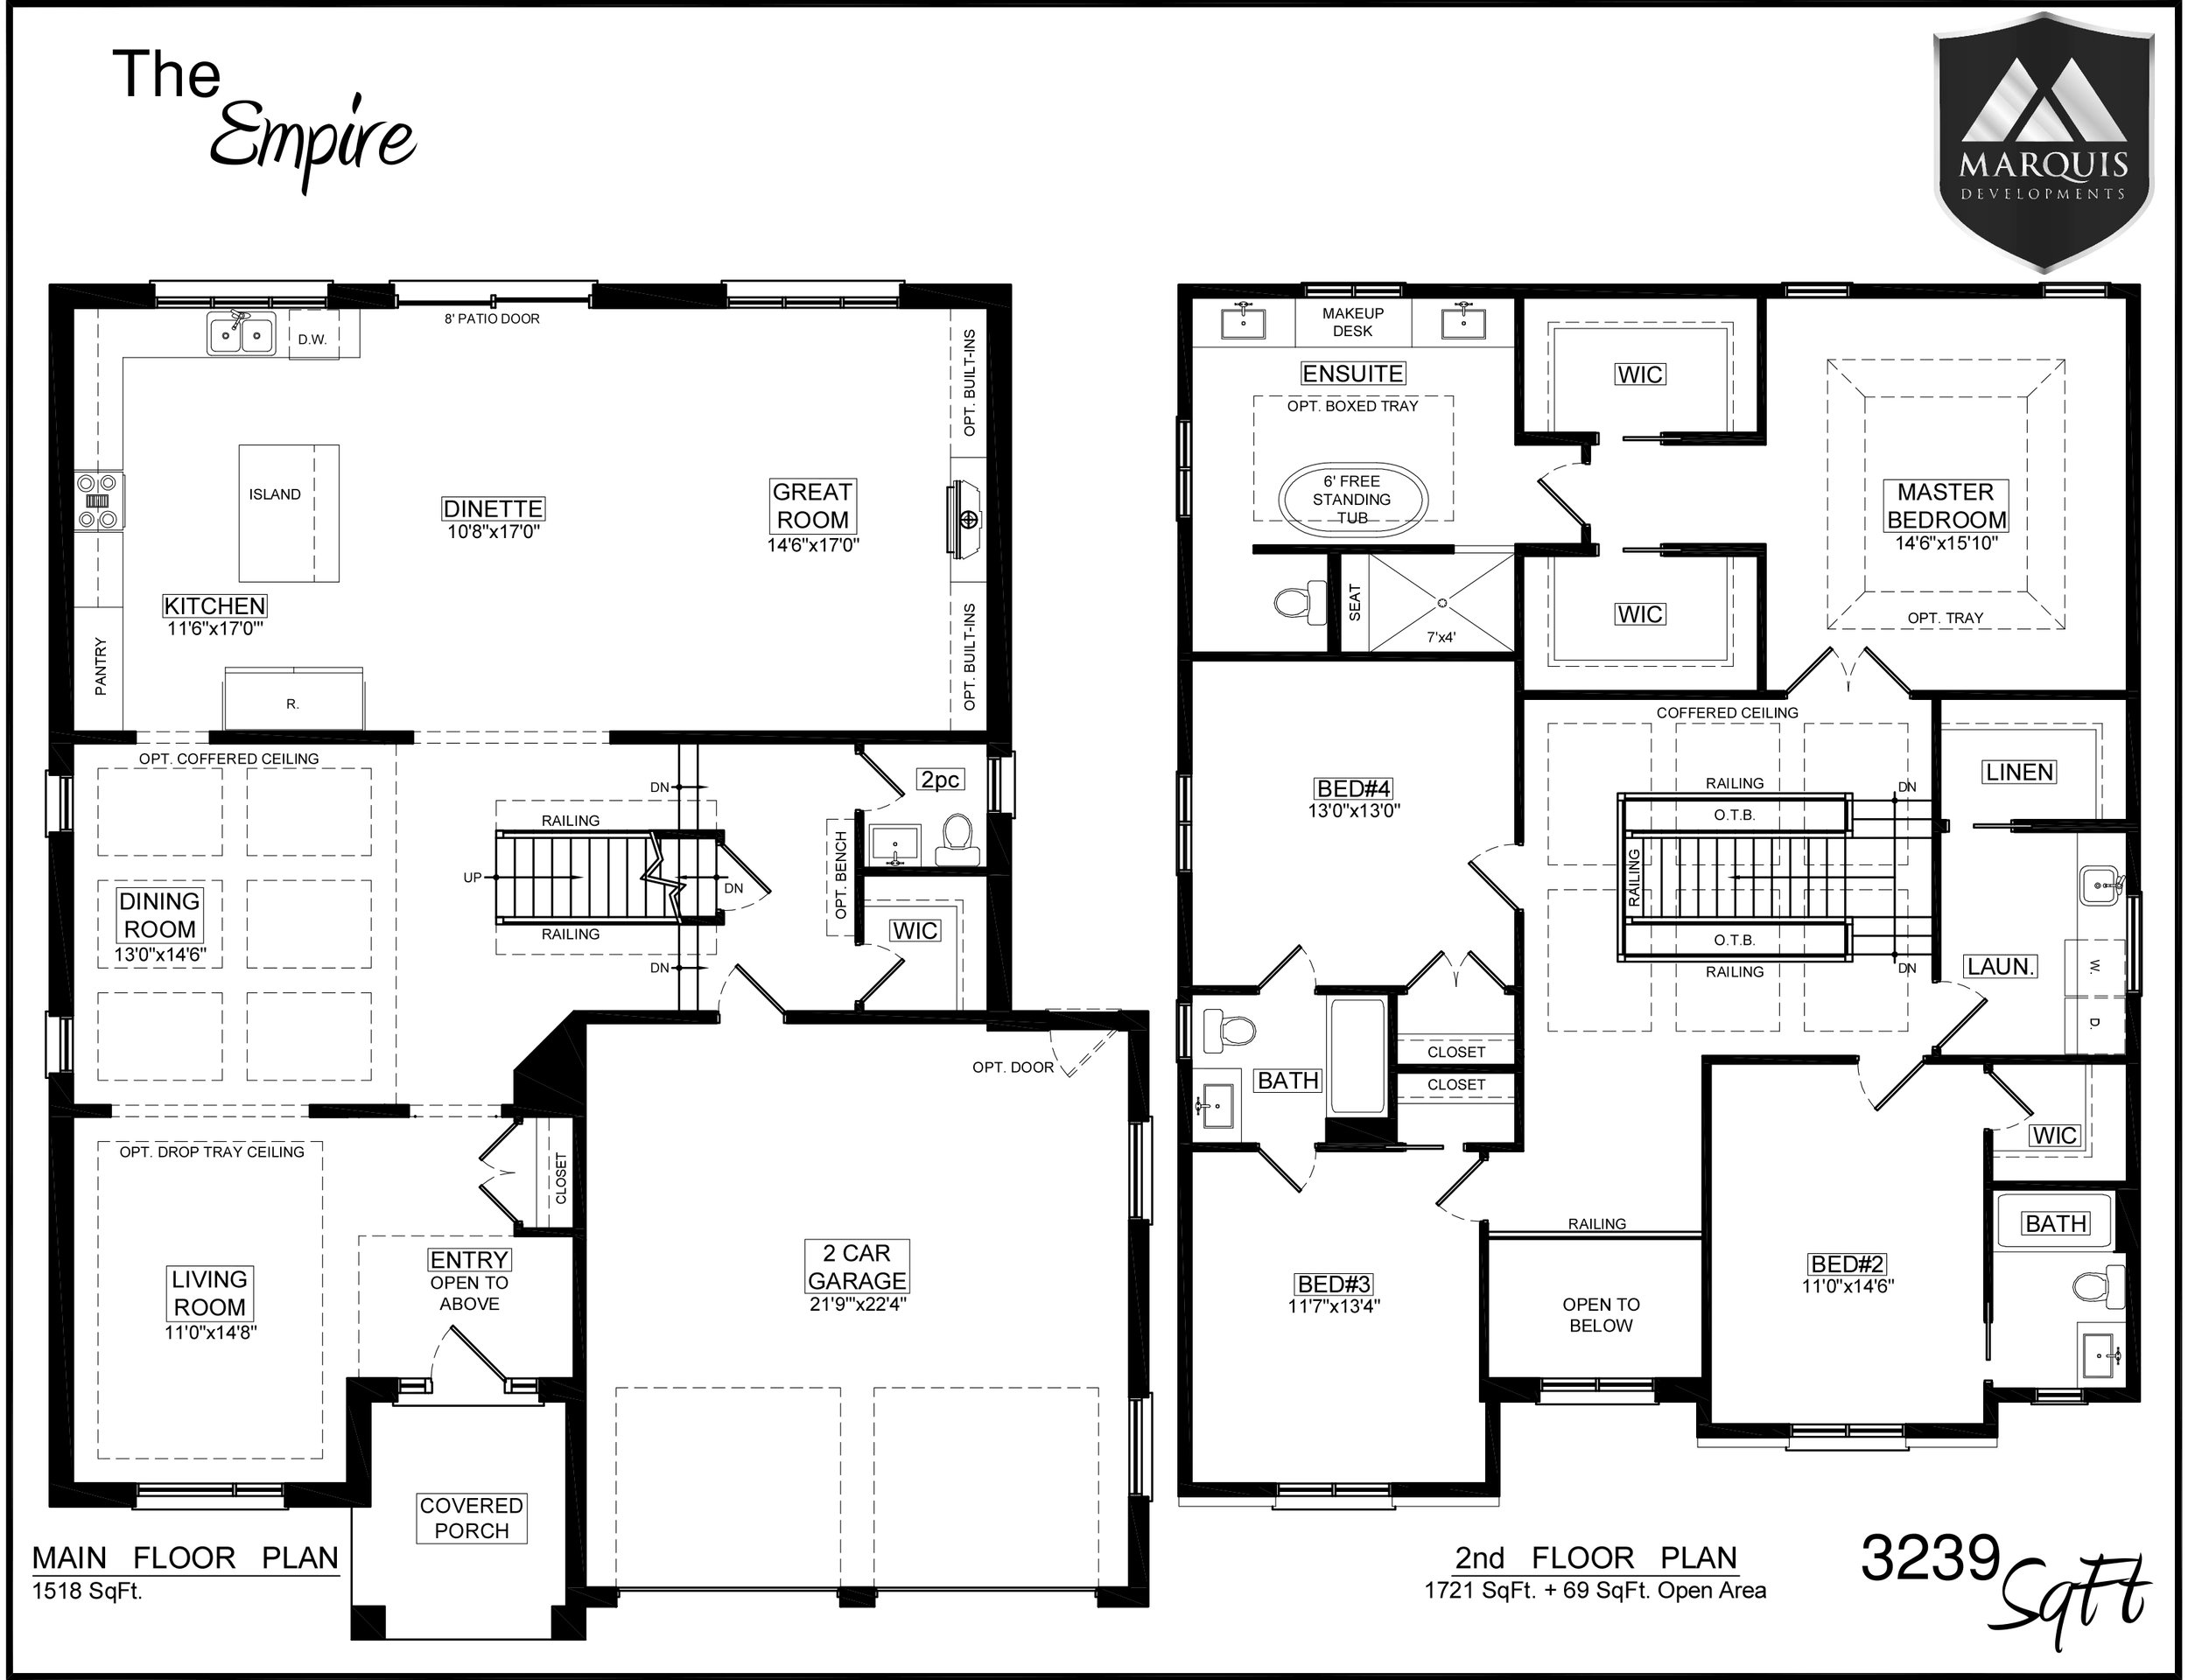 The
Empire
MARQUIS
DEVELOPMENTS
8' PATIO DOOR
D.W.
OPT. BUILT-INS
ISLAND
DINETTE
10'8"x17'0"
GREAT
ROOM
14'6"x17'0"
KITCHEN
11'6"x17'0'"
PANTRY
R.
OPT. BUILT-INS
OPT. COFFERED CEILING
DN
2pc
RAILING
OPT. BENCH
UP
DN
DINING
ROOM
13'0"x14'6"
RAILING
WIC
DN
OPT. DOOR
OPT. DROP TRAY CEILING
CLOSET
ENTRY
OPEN TO
ABOVE
LIVING
ROOM
11'0"x14'8"
2 CAR
GARAGE
21'9'"x22'4"
COVERED
PORCH
MAIN FLOOR PLAN
1518 SqFt.
MAKEUP
DESK
ENSUITE
OPT. BOXED TRAY
6' FREE
STANDING
TUB
WIC
MASTER
BEDROOM
14'6"x15'10"
OPT. TRAY
SEAT
7'x4'
WIC
COFFERED CEILING
BED#4
13'0"x13'0"
RAILING
DN
O.T.B.
LINEN
RAILING
O.T.B.
RAILING
DN
LAUN.
W.
D.
CLOSET
BATH
CLOSET
WIC
RAILING
BATH
BED#3
11'7"x13'4"
OPEN TO
BELOW
BED#2
11'0"x14'6"
2nd FLOOR PLAN
1721 SqFt. + 69 SqFt. Open Area
3239
SqFt